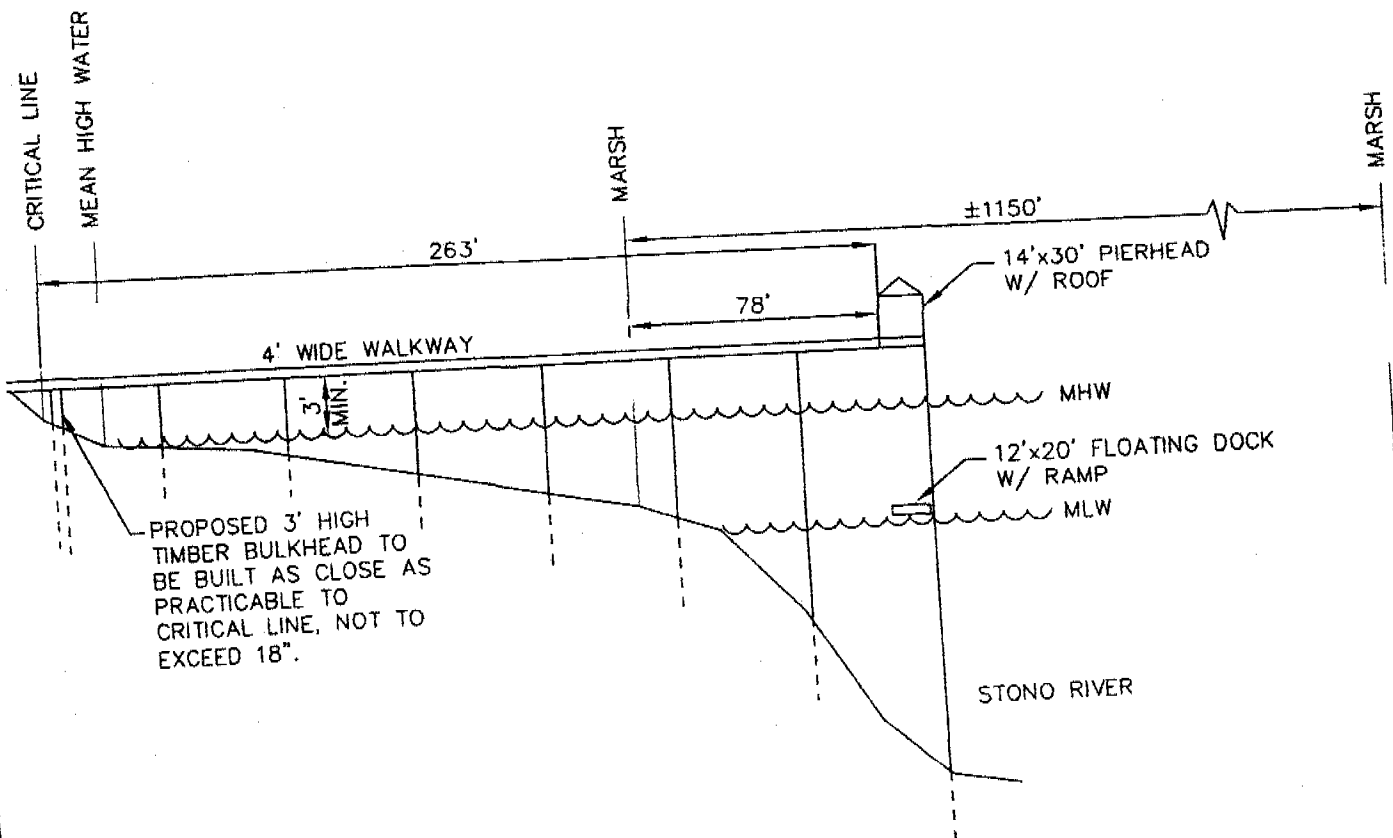 CRITICAL LINE
MEAN HIGH WATER
MARSH
MARSH
±1150'
263'
14'x30' PIERHEAD
W/ ROOF
78'
4' WIDE WALKWAY
3'
MIN.
MHW
12'x20' FLOATING DOCK
W/ RAMP
MLW
PROPOSED 3' HIGH
TIMBER BULKHEAD TO
BE BUILT AS CLOSE AS
PRACTICABLE TO
CRITICAL LINE, NOT TO
EXCEED 18".
STONO RIVER